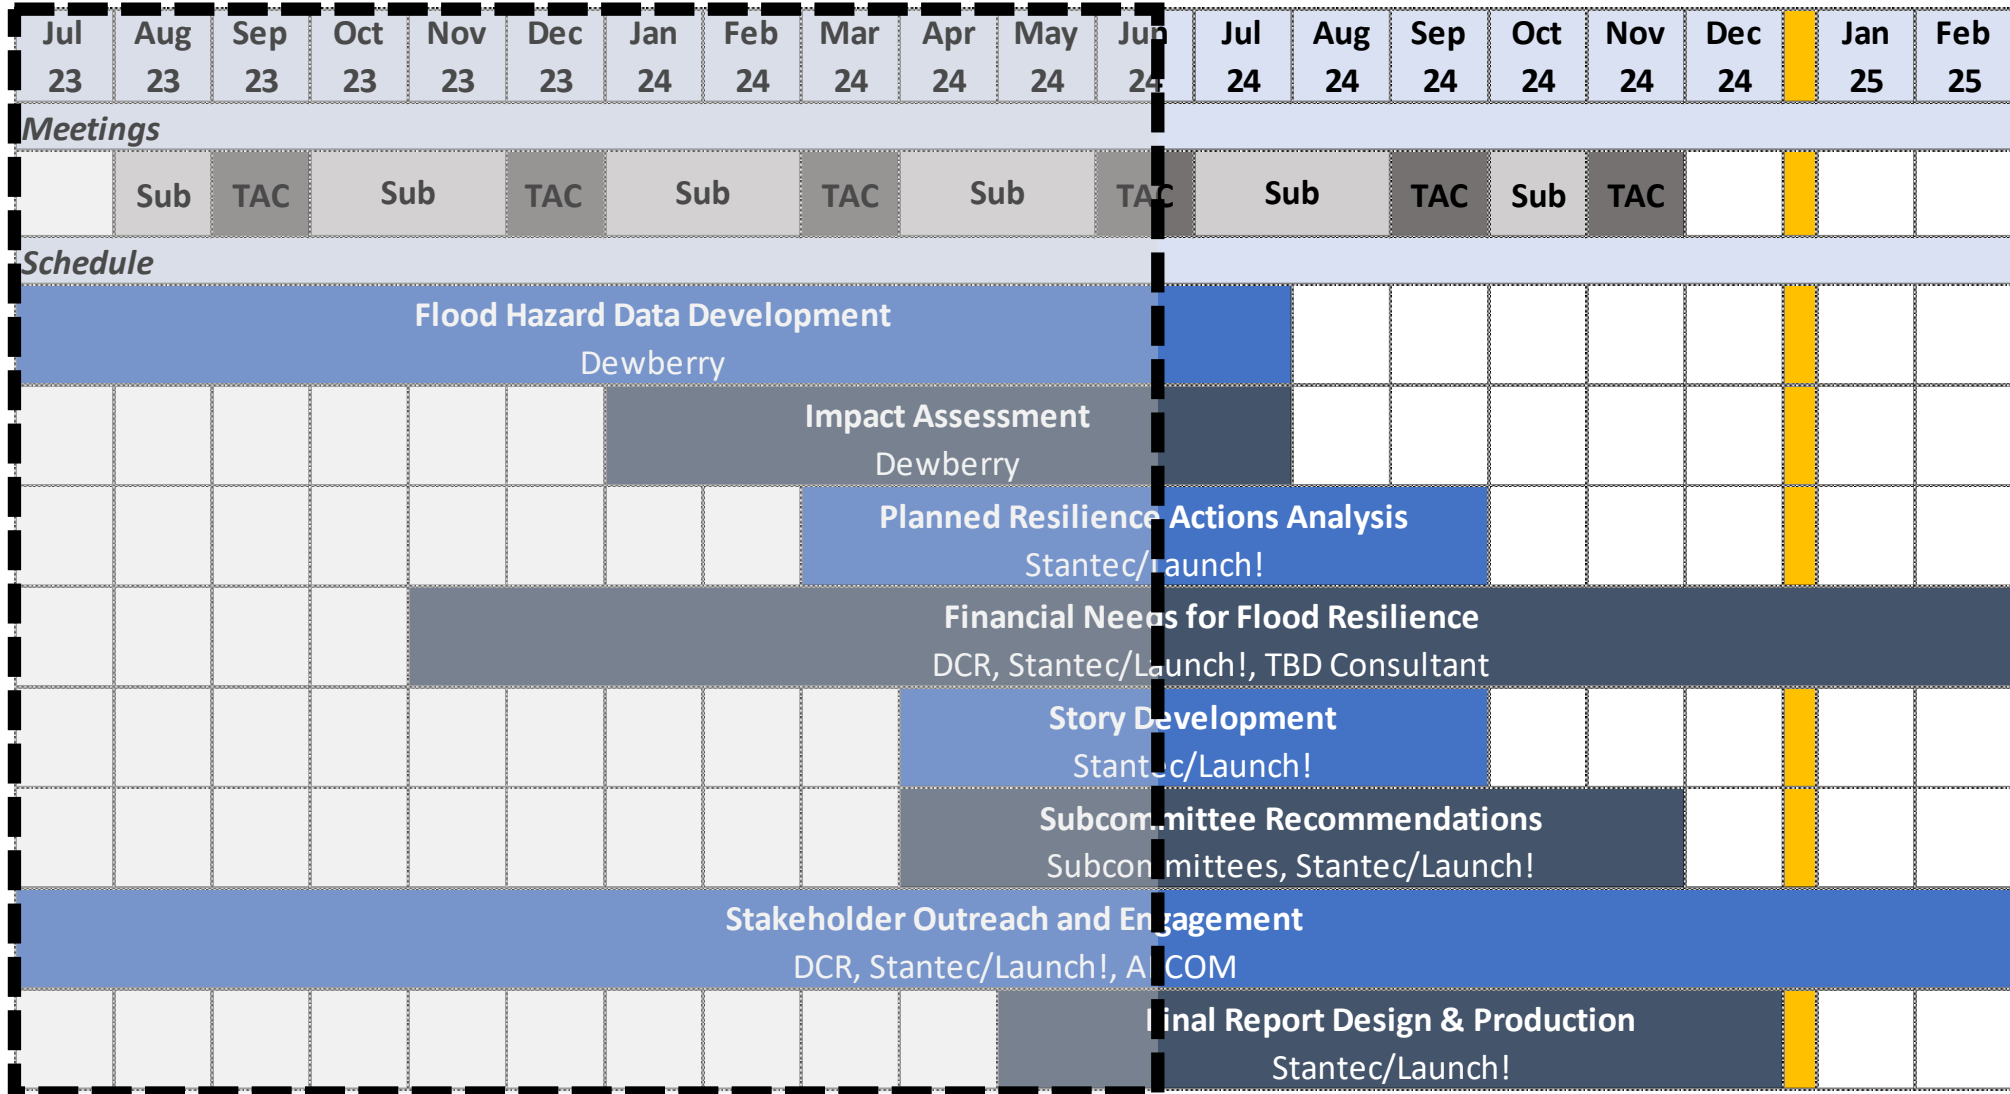 Jul Aug Sep Oct Nov Dec Jan Feb Mar Apr May Jun Jul Aug Sep Oct Nov Dec Jan Feb
23 23 23 23 23 23 24 24 24 24 24 24 24 24 24 24 24 24 25 25
Meetings
Sub TAC Sub TAC Sub TAC Sub TAC Sub TAC Sub TAC
Schedule
Flood Hazard Data Development
Dewberry
Impact Assessment
Dewberry
Planned Resilience Actions Analysis
Stantec/Launch!
Financial Needs for Flood Resilience
DCR, Stantec/Launch!, TBD Consultant
Story Development
Stantec/Launch!
Subcommittee Recommendations
Subcommittees, Stantec/Launch!
Stakeholder Outreach and Engagement
DCR, Stantec/Launch!, AECOM
Final Report Design & Production
Stantec/Launch!